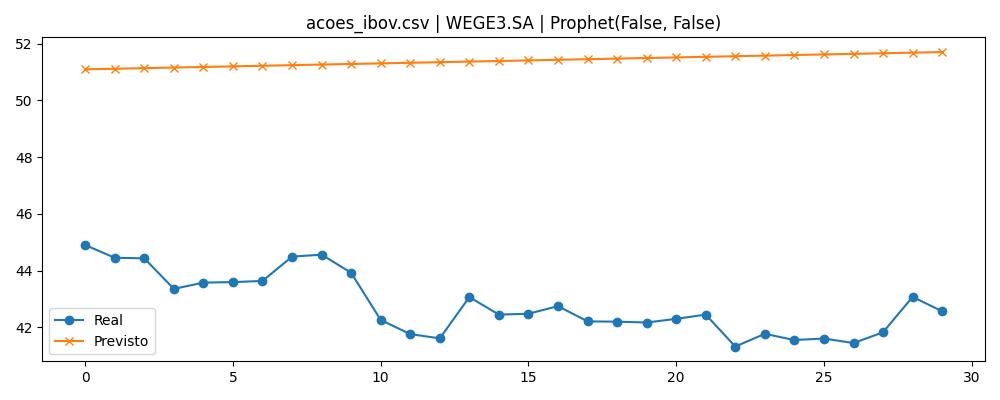 acoes_ibov.csv | WEGE3.SA | Prophet(False, False)
52
50
48
46
44
42
Real
Previsto
0 5 10 15 20 25 30